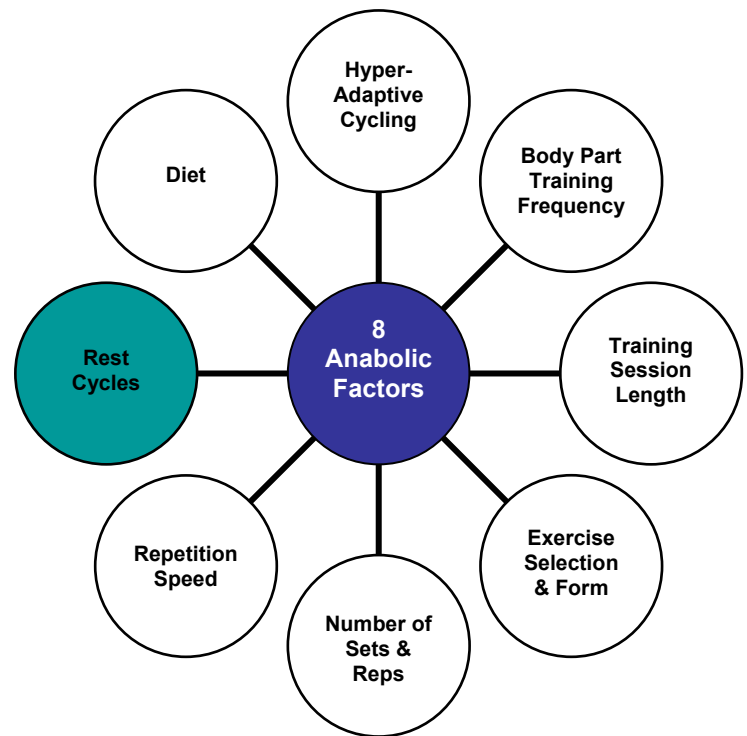 Hyper-
Adaptive
Cycling
Body Part
Training
Frequency
Training
Session
Length
Exercise
Selection
& Form
Number of
Sets &
Reps
Repetition
Speed
Rest
Cycles
Diet
8
Anabolic
Factors